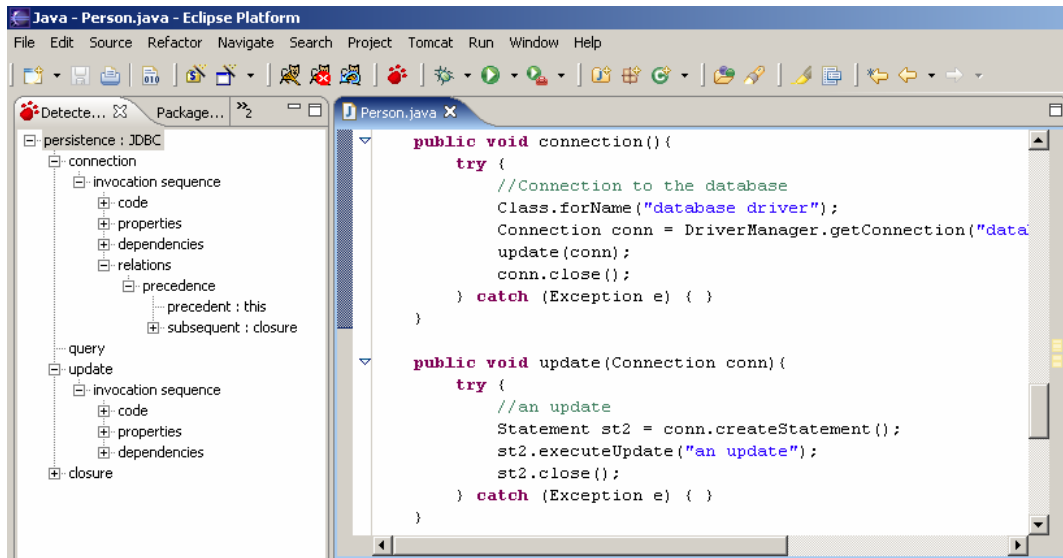 Java - Person.java - Eclipse Platform
File Edit Source Refactor Navigate Search Project Tomcat Run Window Help
Detecte... Package... »2
Person.java
persistence : JDBC
connection
invocation sequence
code
properties
dependencies
relations
precedence
precedent : this
subsequent : closure
query
update
invocation sequence
code
properties
dependencies
closure
public void connection(){
try {
//Connection to the database
Class.forName("database driver");
Connection conn = DriverManager.getConnection("data
update(conn);
conn.close();
} catch (Exception e) { }
}
public void update(Connection conn){
try {
//an update
Statement st2 = conn.createStatement();
st2.executeUpdate("an update");
st2.close();
} catch (Exception e) { }
}